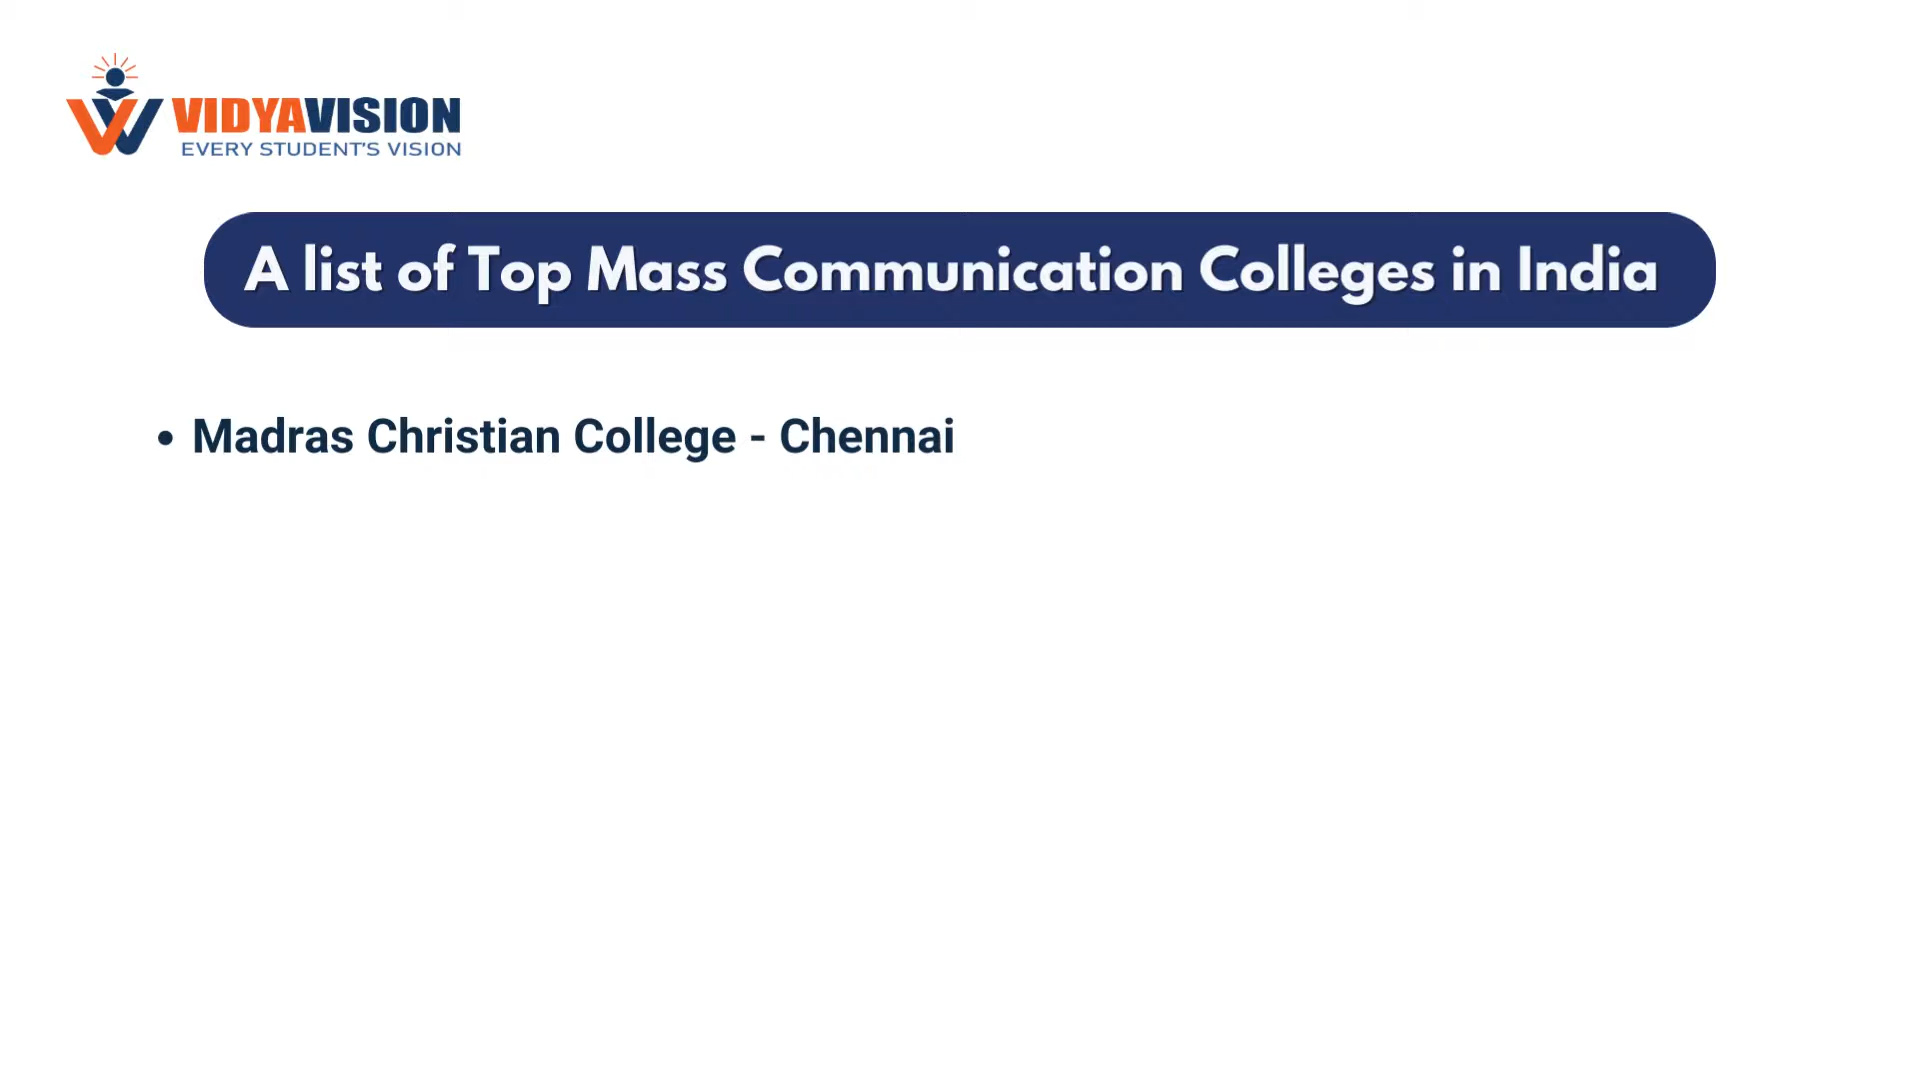 VIDYAVISION
EVERY STUDENT'S VISION
A list of Top Mass Communication Colleges in India
• Madras Christian College - Chennai